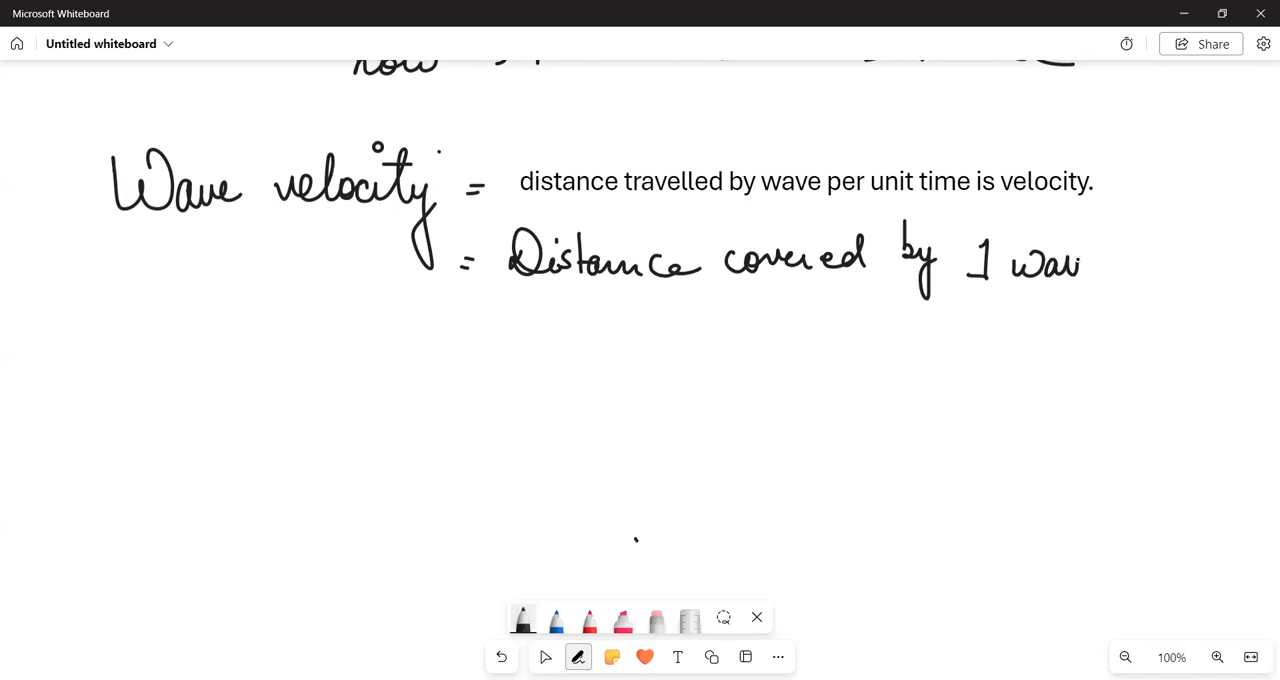 Microsoft Whiteboard
Untitled whiteboard
Share
now
Wave velocity = distance travelled by wave per unit time is velocity.
= Distance covered by 1 wav
T
100%